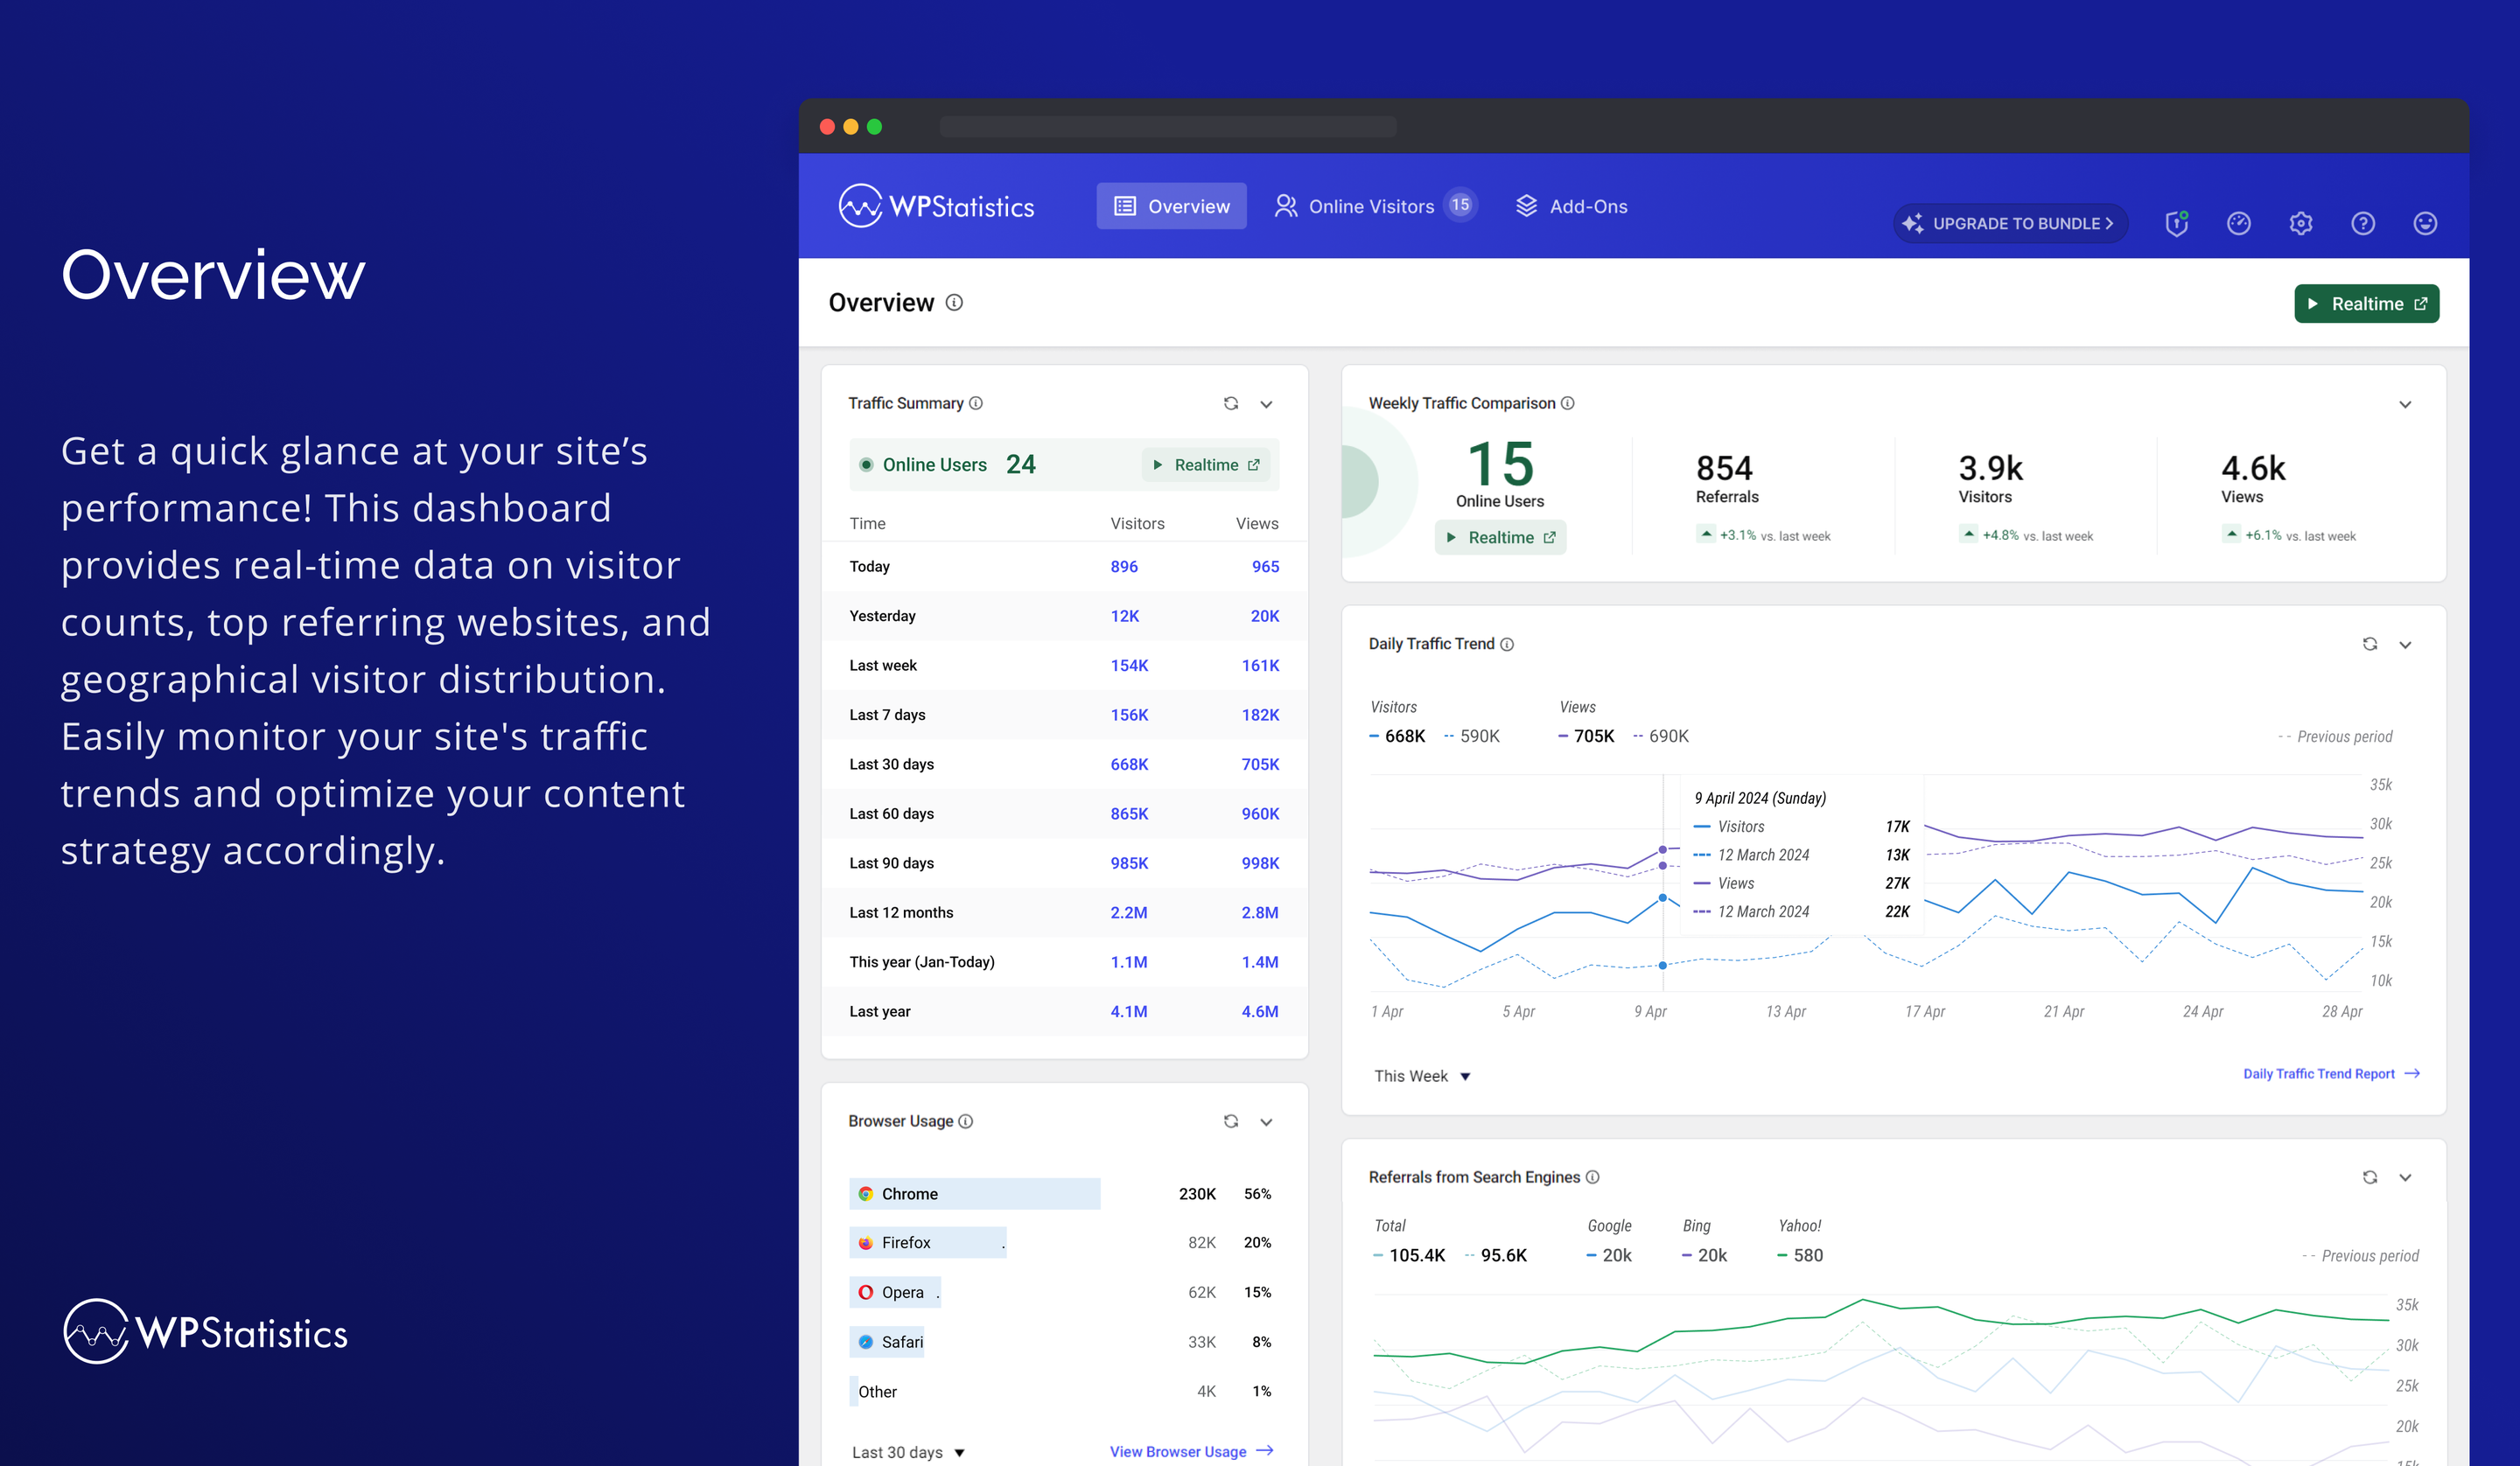 Overview
Get a quick glance at your site’s
performance! This dashboard
provides real-time data on visitor
counts, top referring websites, and
geographical visitor distribution.
Easily monitor your site's traffic
trends and optimize your content
strategy accordingly.
WPStatistics
WPStatistics
Overview
Online Visitors 15
Add-Ons
UPGRADE TO BUNDLE
Overview
Realtime
Traffic Summary
Online Users 24
Realtime
Time Visitors Views
Today 896 965
Yesterday 12K 20K
Last week 154K 161K
Last 7 days 156K 182K
Last 30 days 668K 705K
Last 60 days 865K 960K
Last 90 days 985K 998K
Last 12 months 2.2M 2.8M
This year (Jan-Today) 1.1M 1.4M
Last year 4.1M 4.6M
Browser Usage
Chrome 230K 56%
Firefox . 82K 20%
Opera . 62K 15%
Safari 33K 8%
Other 4K 1%
Last 30 days
View Browser Usage
Weekly Traffic Comparison
15
Online Users
Realtime
854
Referrals
+3.1% vs. last week
3.9k
Visitors
+4.8% vs. last week
4.6k
Views
+6.1% vs. last week
Daily Traffic Trend
Visitors Views
668K 590K 705K 690K
-- Previous period
9 April 2024 (Sunday)
Visitors 17K
12 March 2024 13K
Views 27K
12 March 2024 22K
35k
30k
25k
20k
15k
10k
1 Apr 5 Apr 9 Apr 13 Apr 17 Apr 21 Apr 24 Apr 28 Apr
This Week
Daily Traffic Trend Report
Referrals from Search Engines
Total Google Bing Yahoo!
105.4K 95.6K 20k 20k 580
-- Previous period
35k
30k
25k
20k
15k